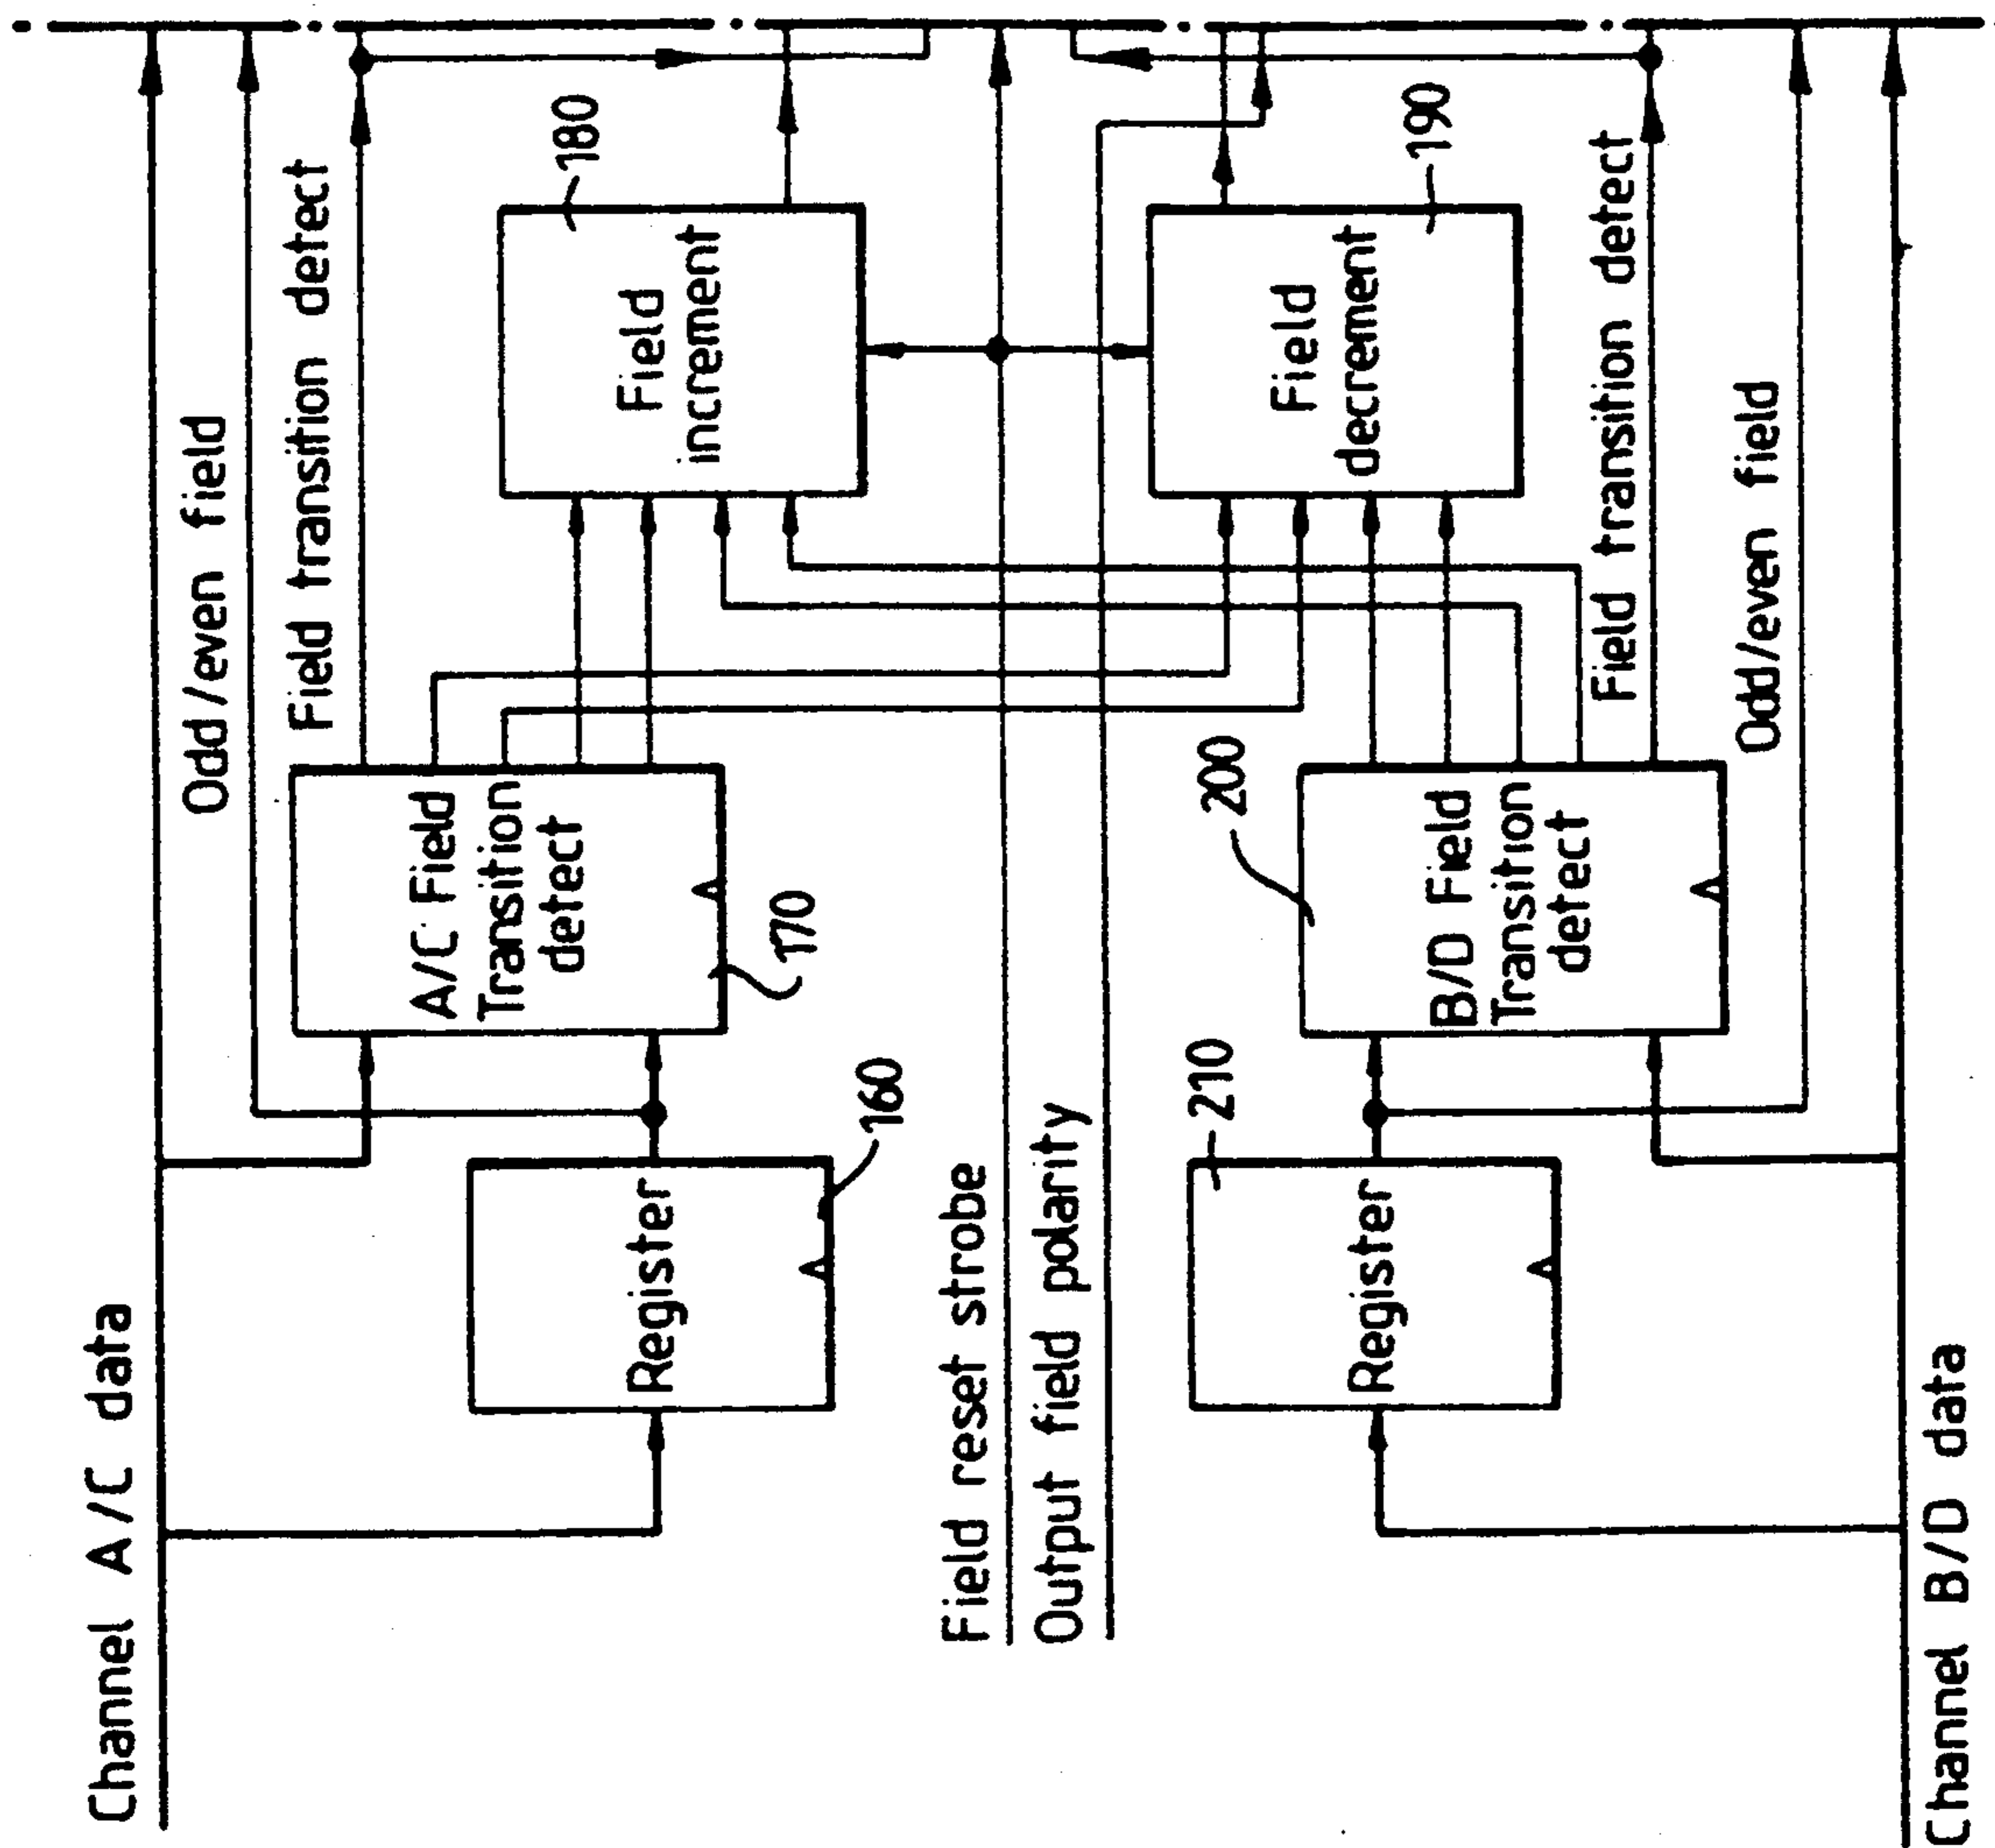 Channel A/C data
Odd/even field
Field transition detect
A/C Field
Transition
detect
170
Register
160
Field
increment
180
Field reset strobe
Output field polarity
Field
decrement
190
Register
210
B/D Field
Transition
detect
200
Field transition detect
Odd/even field
Channel B/D data